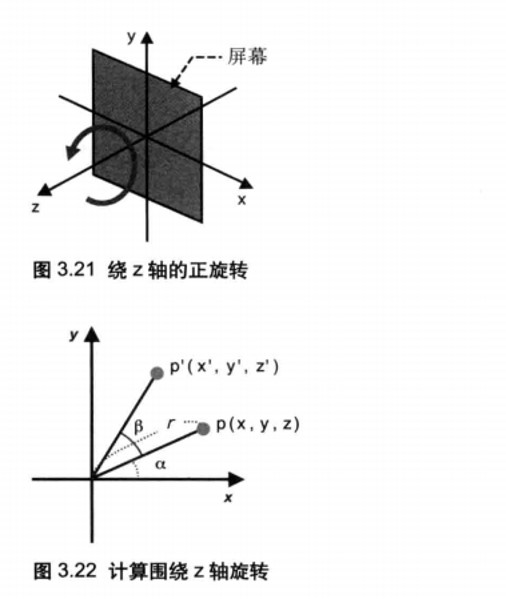 y
屏幕
x
z
图 3.21 绕 z 轴的正旋转
y
p'(x', y', z')
β
r
p(x, y, z)
α
x
图 3.22 计算围绕 z 轴旋转